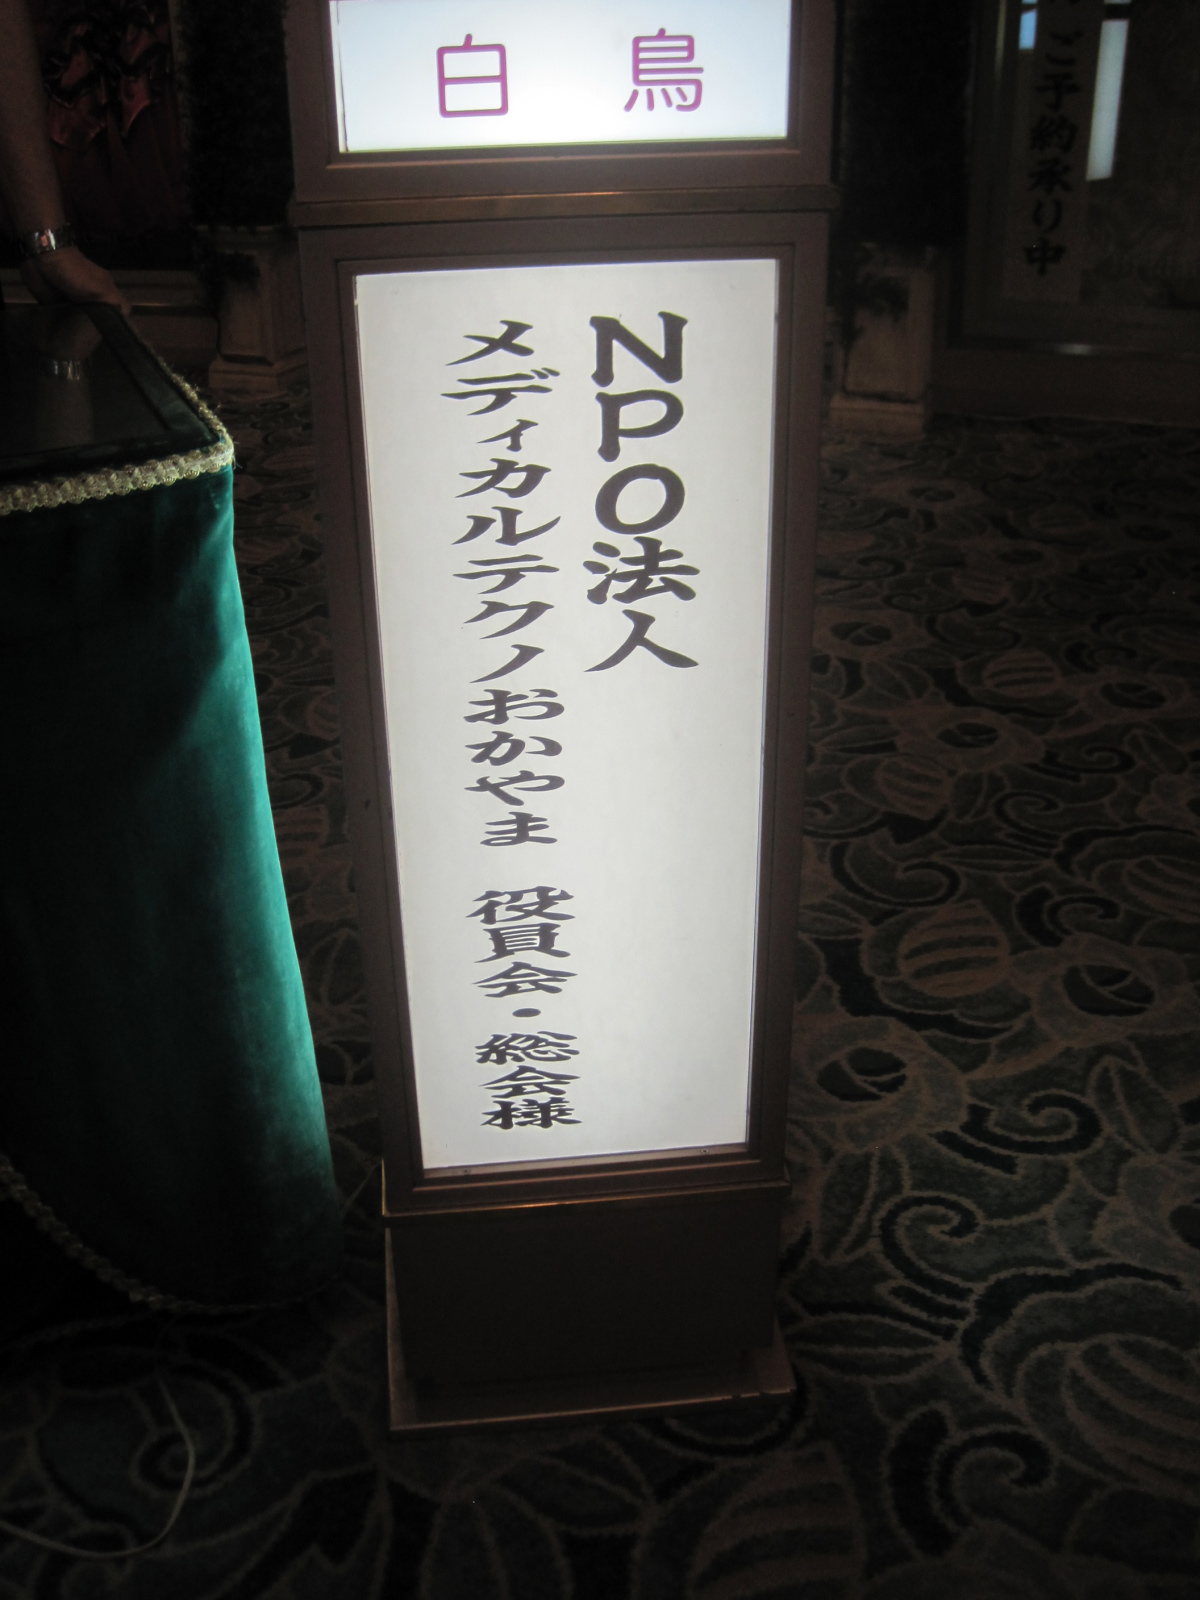 白鳥
NPO法人
メディカルテクノおかやま 役員会・総会様
ご予約承り中